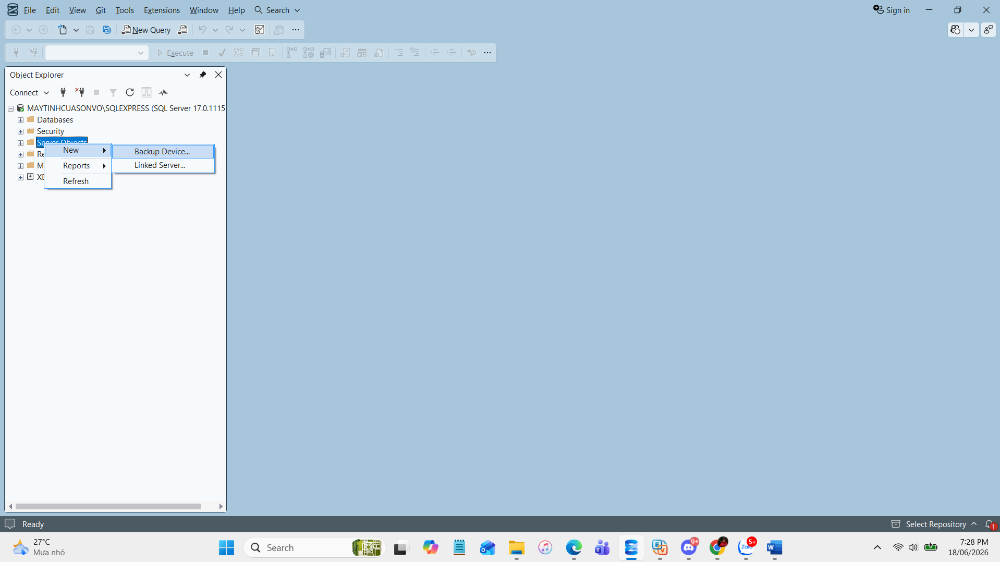 File Edit View Git Tools Extensions Window Help Search Sign in
New Query
Execute
Object Explorer
Connect
MAYTINHCUASONVO\SQLEXPRESS (SQL Server 17.0.1115
Databases
Security
Server Objects
New
Backup Device...
Re
Linked Server...
M
Reports
XE
Refresh
Ready
Select Repository
1
27°C
Mưa nhỏ
Search
9+
Zalo
5+
7:28 PM
18/06/2026